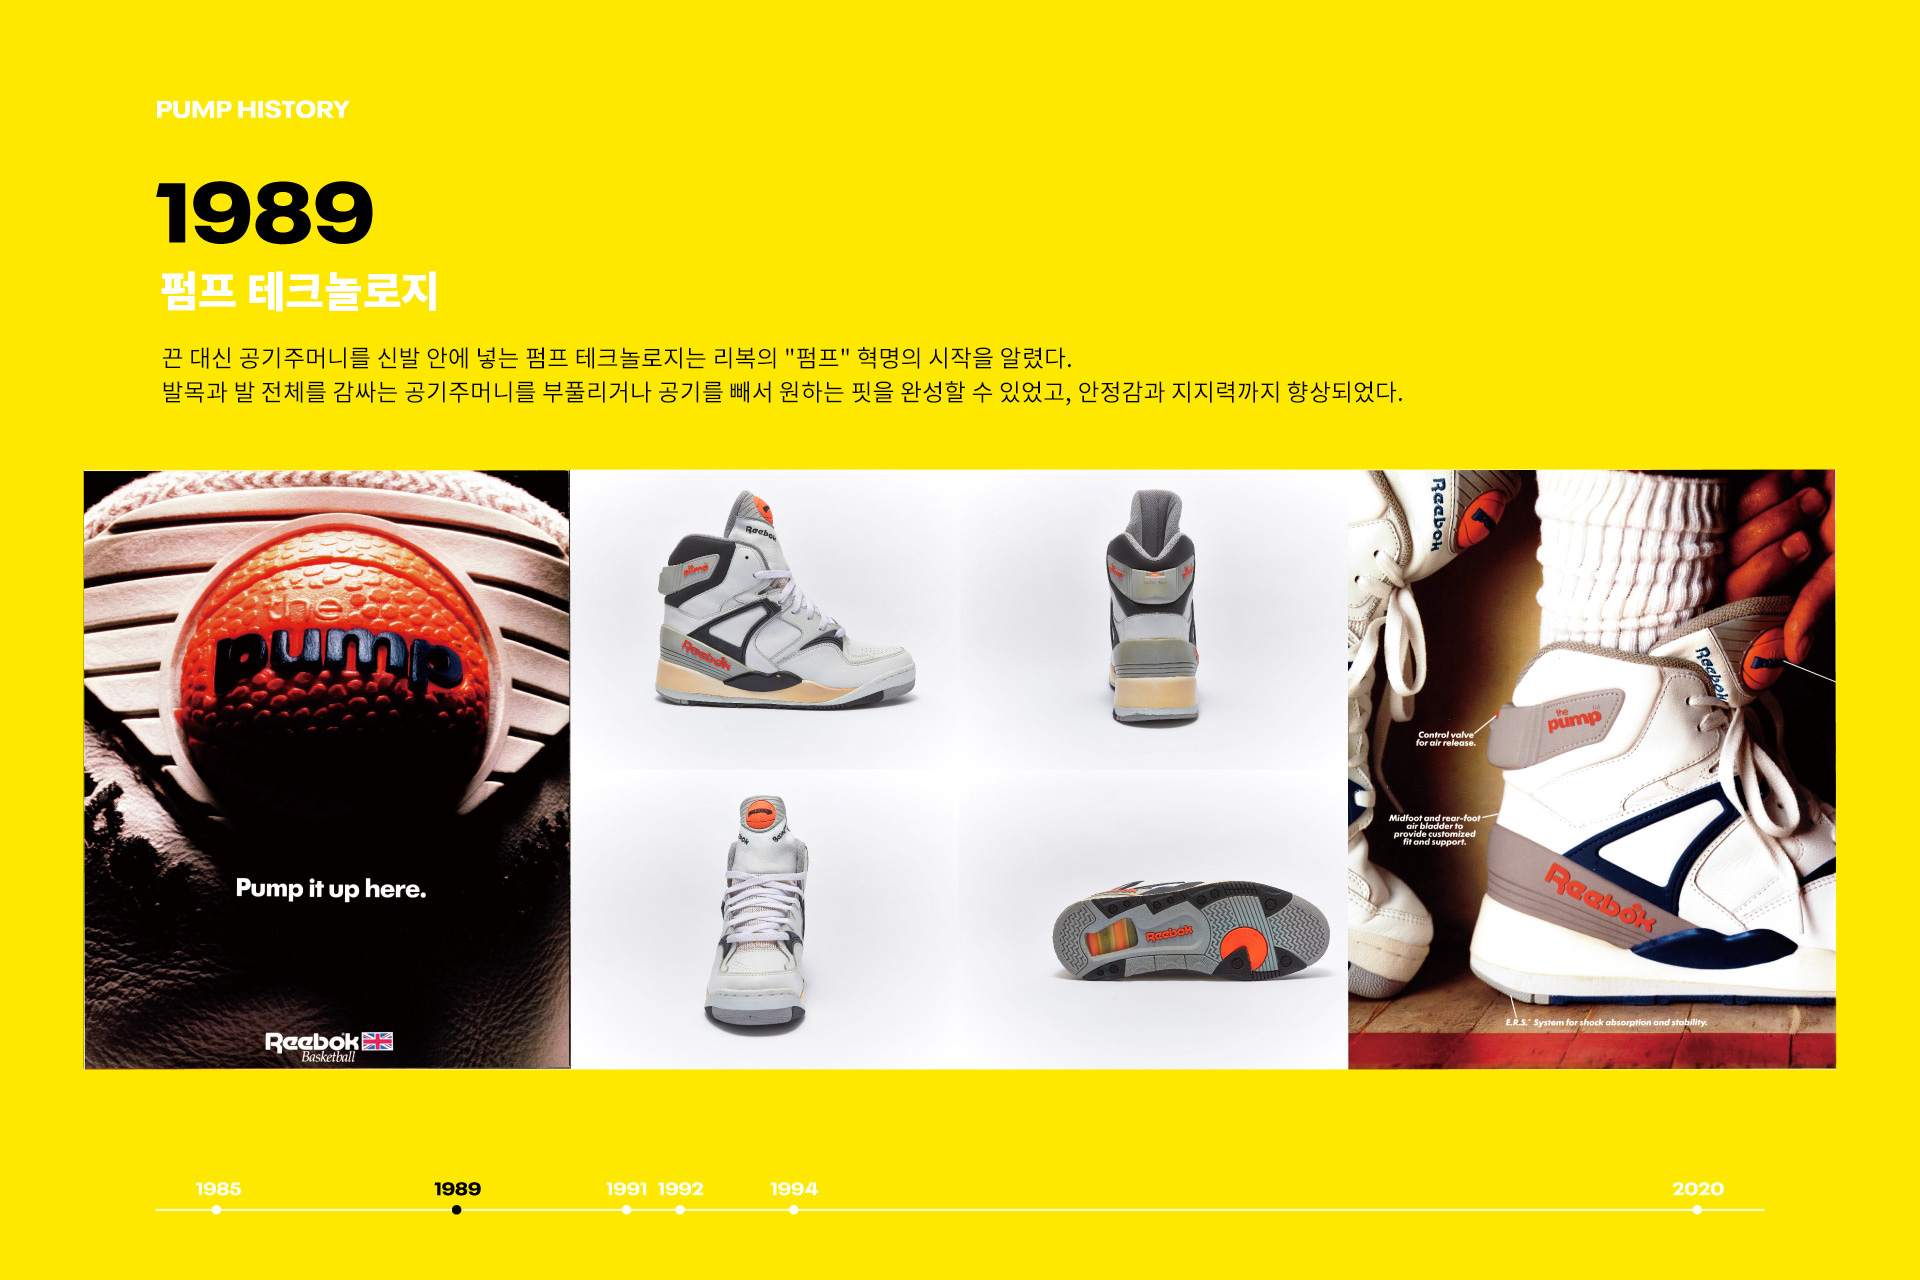 PUMP HISTORY
1989
펌프 테크놀로지
끈 대신 공기주머니를 신발 안에 넣는 펌프 테크놀로지는 리복의 "펌프" 혁명의 시작을 알렸다.
발목과 발 전체를 감싸는 공기주머니를 부풀리거나 공기를 빼서 원하는 핏을 완성할 수 있었고, 안정감과 지지력까지 향상되었다.
the
pump
Pump it up here.
Reebok
Basketball
Reebok
the
pump
Reebok
Reebok
Reebok
Reebok
Reebok
the
pump
Control valve
for air release.
Midfoot and rear-foot
air bladder to
provide customized
fit and support.
Reebok
E.R.S.™ System for shock absorption and stability.
1985
1989
1991
1992
1994
2020